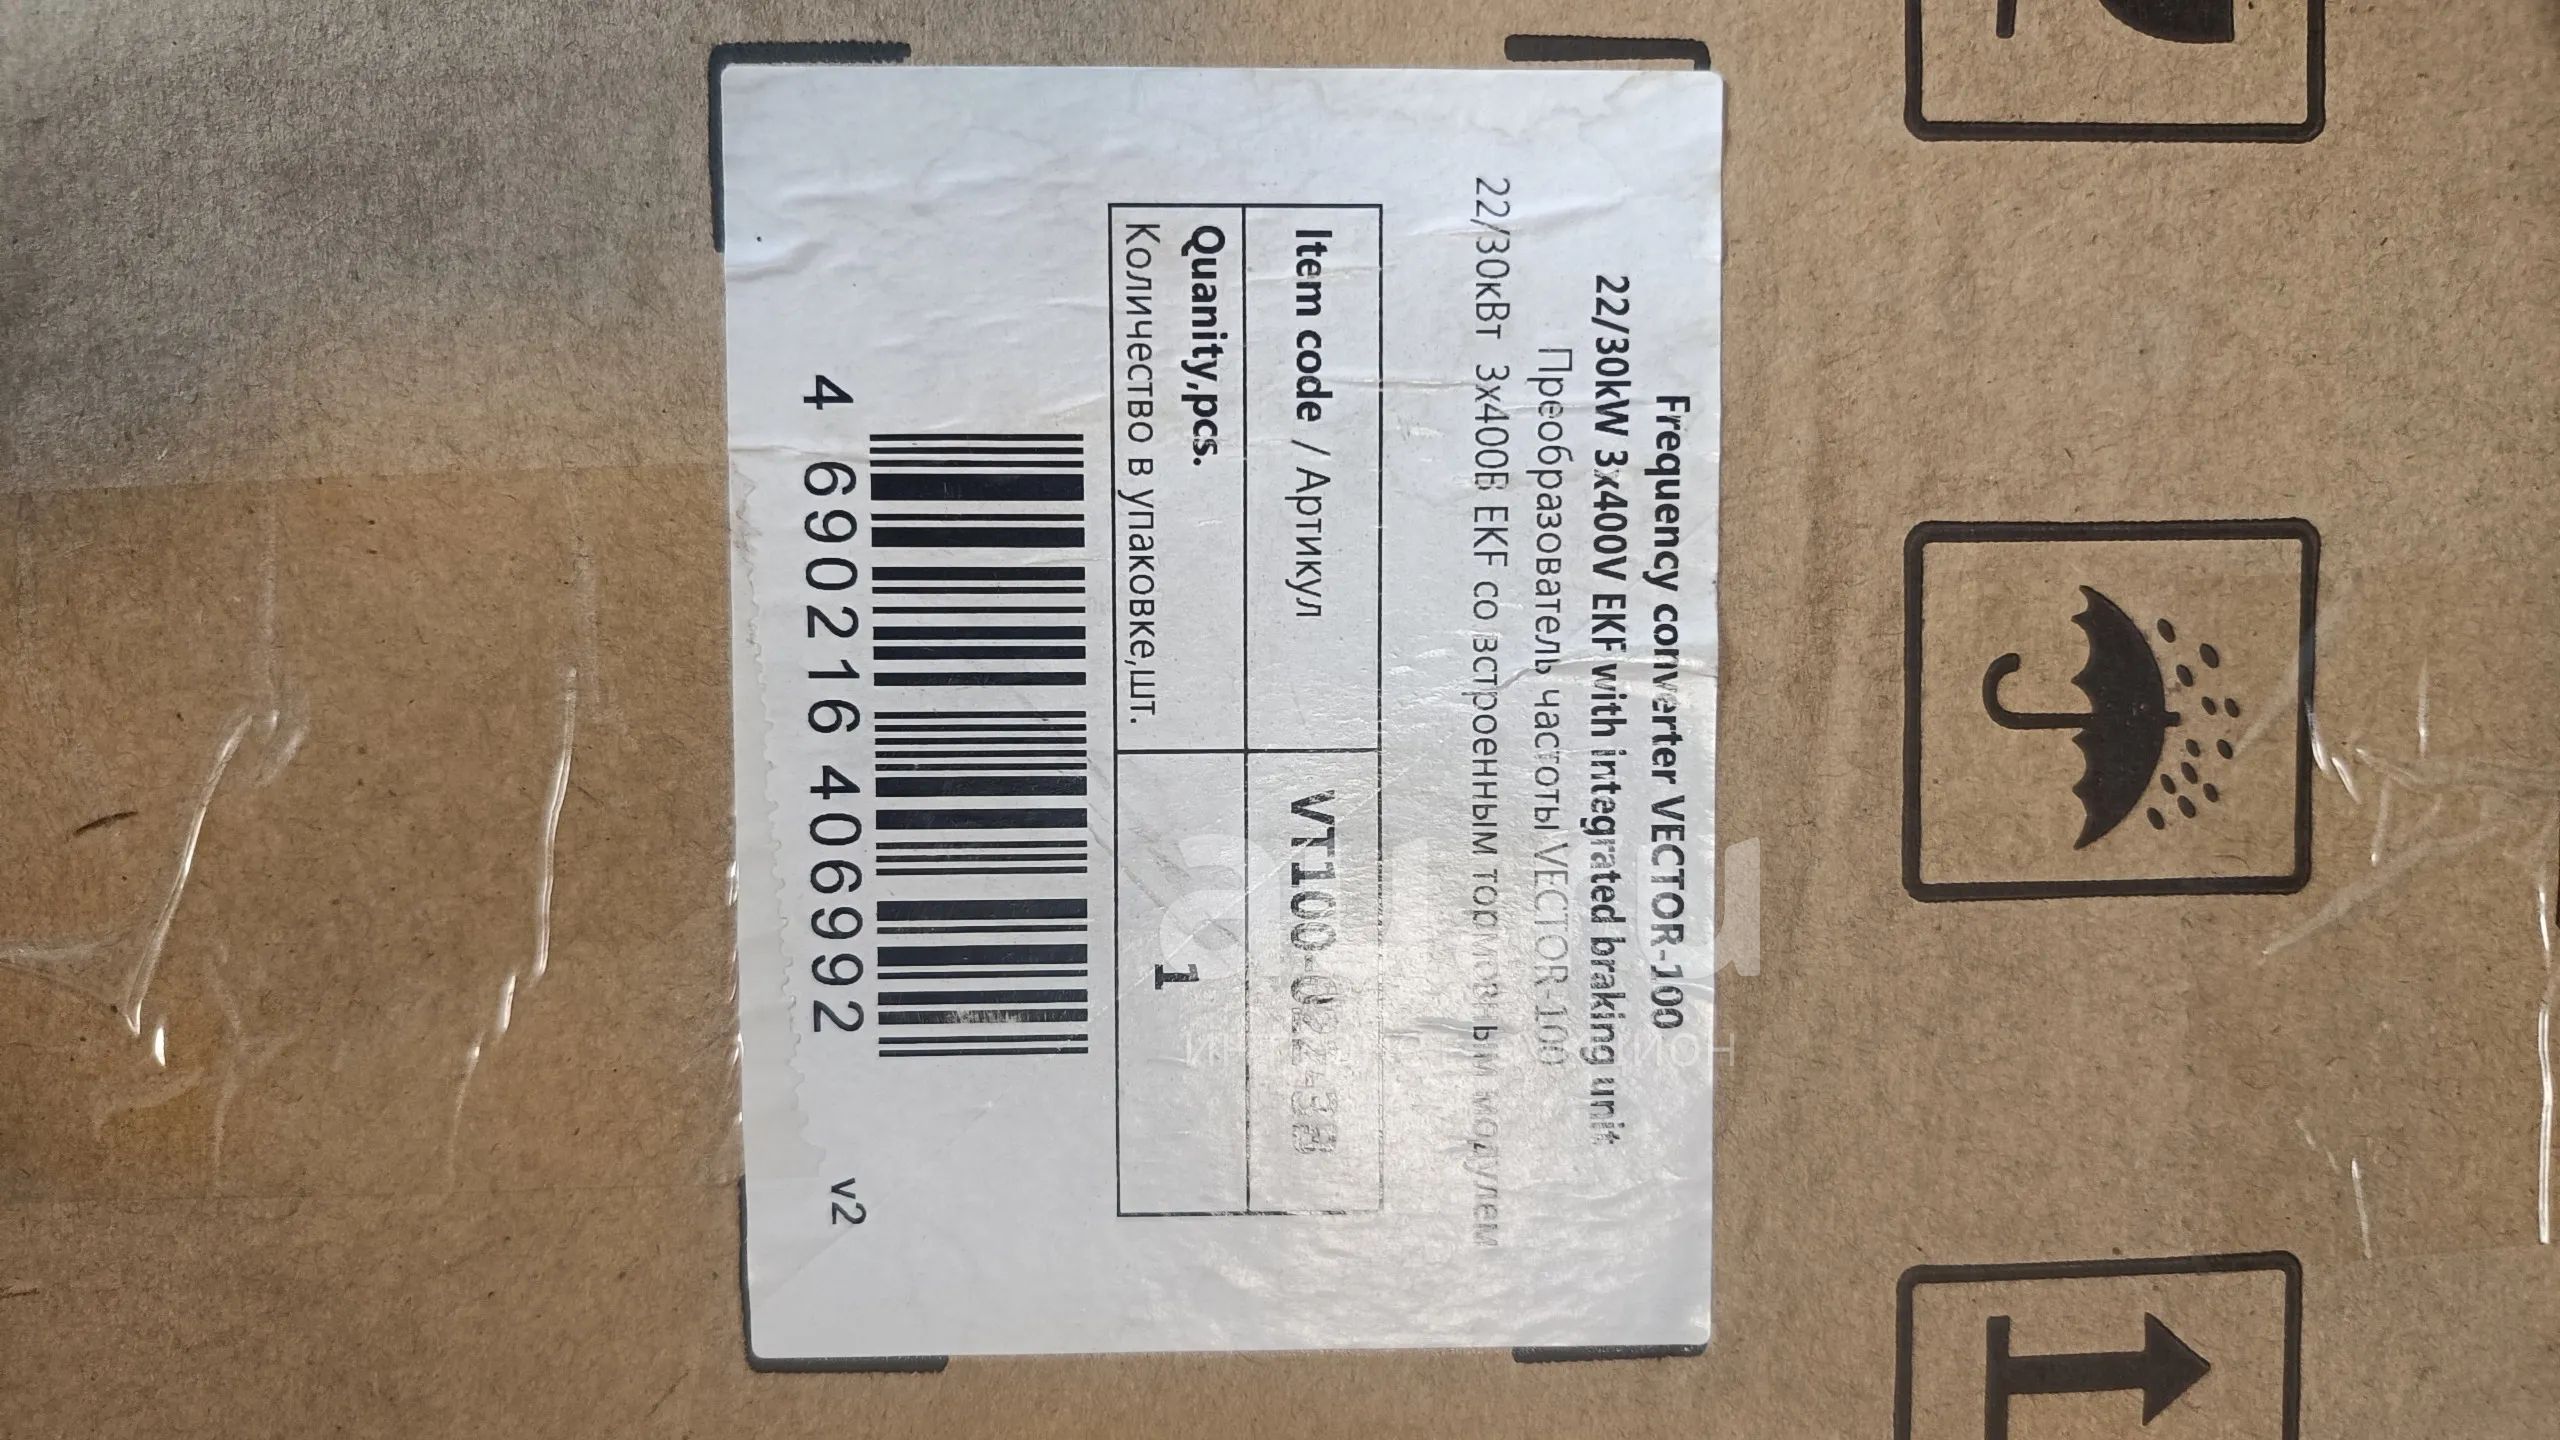 Frequency converter VECTOR-100
22/30kW 3x400V EKF with integrated braking unit
Преобразователь частоты VECTOR-100
22/30кВт 3х400В EKF со встроенным тормозным модулем
Item code / Артикул VT100-022-3B
Quanity,pcs.
Количество в упаковке,шт. 1
4 690216 406992
v2